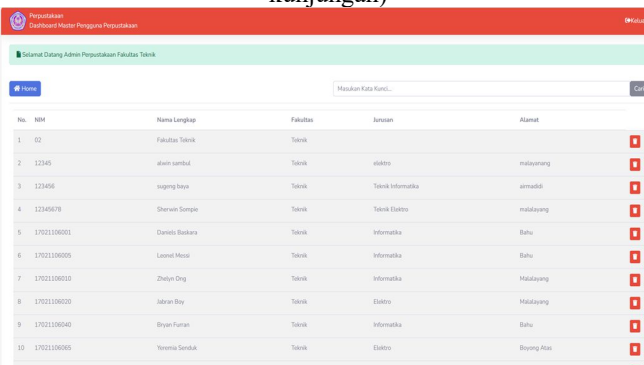 kunjungan)
Perpustakaan
Dashboard Master Pengguna Perpustakaan
Keluar
Selamat Datang Admin Perpustakaan Fakultas Teknik
Home
Masukan Kata Kunci...
Cari
No. NIM Nama Lengkap Fakultas Jurusan Alamat
1 02 Fakultas Teknik Teknik
2 12345 alwin sambul Teknik elektro malayanang
3 123456 sugeng baya Teknik Teknik Informatika airmadidi
4 12345678 Sherwin Sompie Teknik Teknik Elektro malalayang
5 17021106001 Daniels Baskara Teknik Informatika Bahu
6 17021106005 Leonel Messi Teknik Informatika Bahu
7 17021106010 Zhelyn Ong Teknik Informatika Malalayang
8 17021106020 Jabran Bay Teknik Elektro Malalayang
9 17021106040 Bryan Furran Teknik Informatika Bahu
10 17021106065 Yeremia Senduk Teknik Elektro Boyong Atas